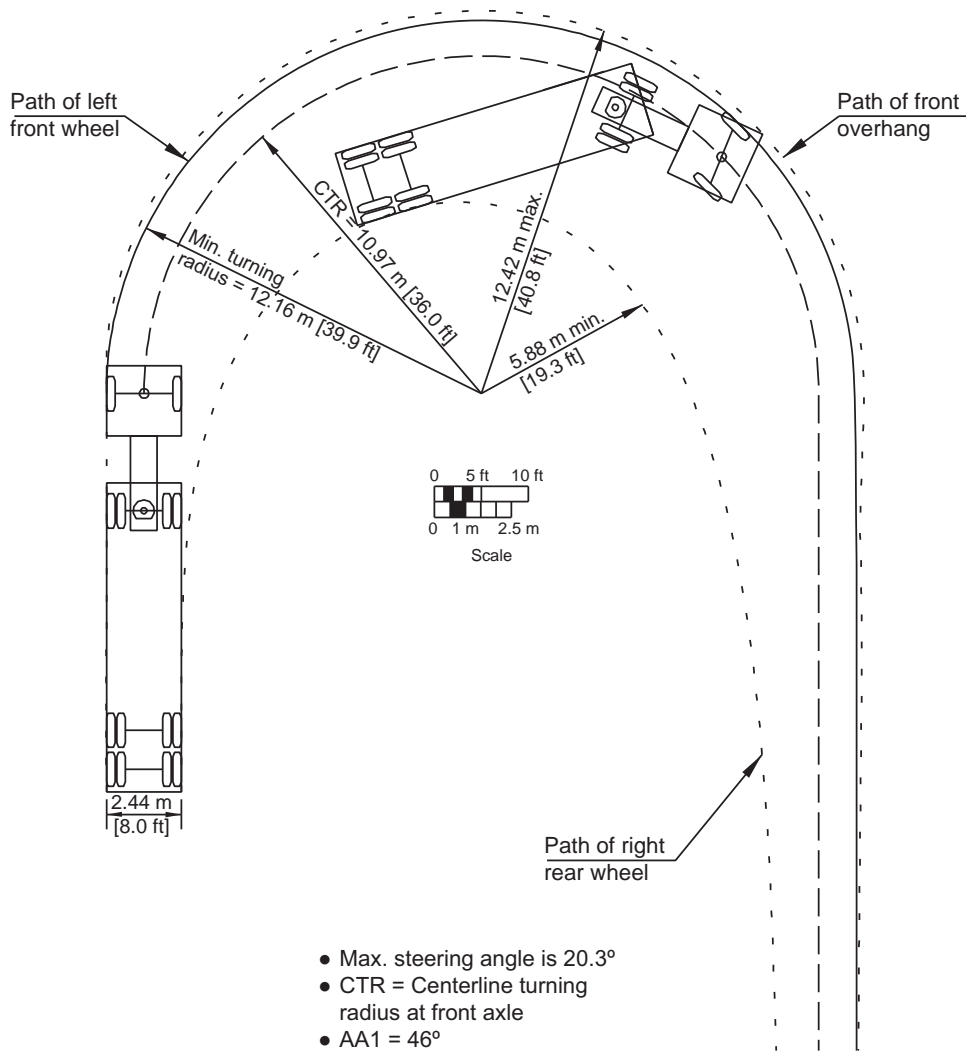 Path of left
front wheel
Path of front
overhang
CTR = 10.97 m [36.0 ft]
12.42 m max.
[40.8 ft]
Min. turning
radius = 12.16 m [39.9 ft]
5.88 m min.
[19.3 ft]
0 5 ft 10 ft
0 1 m 2.5 m
Scale
2.44 m
[8.0 ft]
Path of right
rear wheel
● Max. steering angle is 20.3º
● CTR = Centerline turning
radius at front axle
● AA1 = 46º